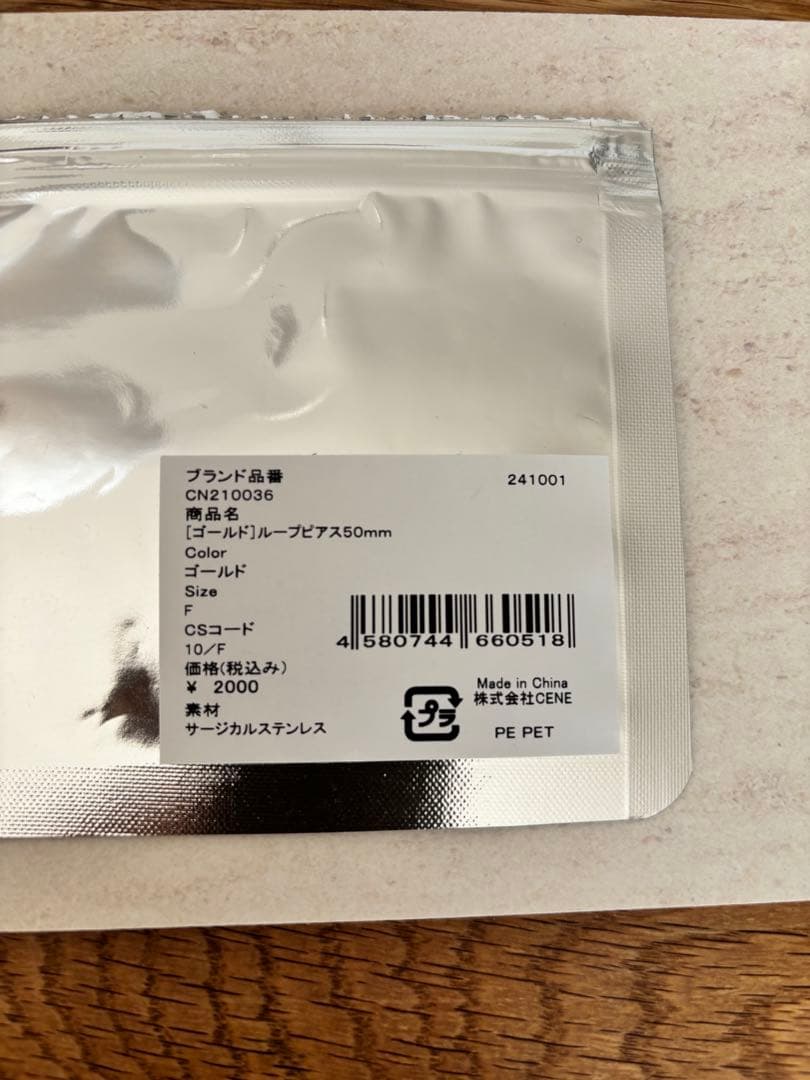 ブランド品番
241001
CN210036
商品名
[ゴールド]ループピアス50mm
Color
ゴールド
Size
F
CSコード
10/F
4 580744 660518
価格(税込み)
¥ 2000
Made in China
株式会社CENE
素材
サージカルステンレス
プラ
PE PET